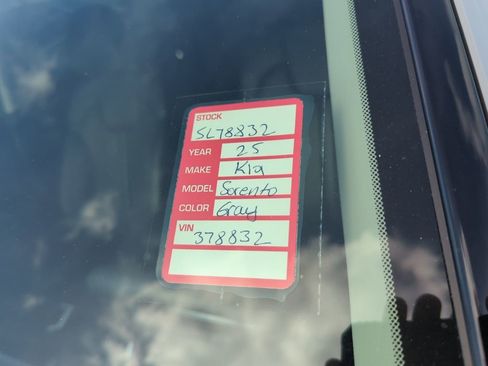 STOCK
SL78832
YEAR 25
MAKE Kia
MODEL Sorento
COLOR Gray
VIN
378832